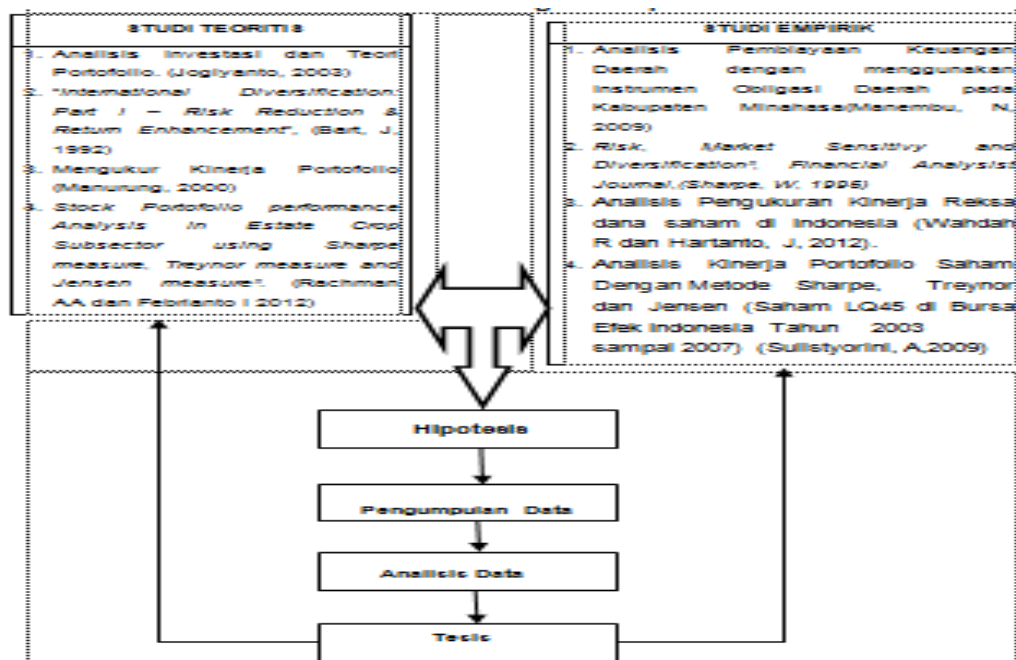 STUDI TEORITIS
1. Analisis Investasi dan Teori
Portofolio. (Jogiyanto, 2003)
2. "International Diversification:
Part I – Risk Reduction &
Return Enhancement", (Bart, J,
1992)
3. Mengukur Kinerja Portofolio
(Manurung, 2000)
4. Stock Portofolio performance
Analysis in Estate Crop
Subsector using Sharpe
measure, Treynor measure and
Jensen measure". (Rachman
AA dan Febrianto I 2012)
STUDI EMPIRIK
1. Analisis Pembiayaan Keuangan
Daerah dengan menggunakan
Instrumen Obligasi Daerah pada
Kabupaten Minahasa(Manembu, N,
2009)
2. Risk, Market Sensitivy and
Diversification", Financial Analysist
Journal,(Sharpe, W, 1995)
3. Analisis Pengukuran Kinerja Reksa
dana saham di Indonesia (Wahdah
R dan Hartanto, J, 2012).
4. Analisis Kinerja Portofolio Saham
Dengan Metode Sharpe, Treynor
dan Jensen (Saham LQ45 di Bursa
Efek Indonesia Tahun 2003
sampai 2007) (Sulistyorini, A,2009)
Hipotesis
Pengumpulan Data
Analisis Data
Tesis